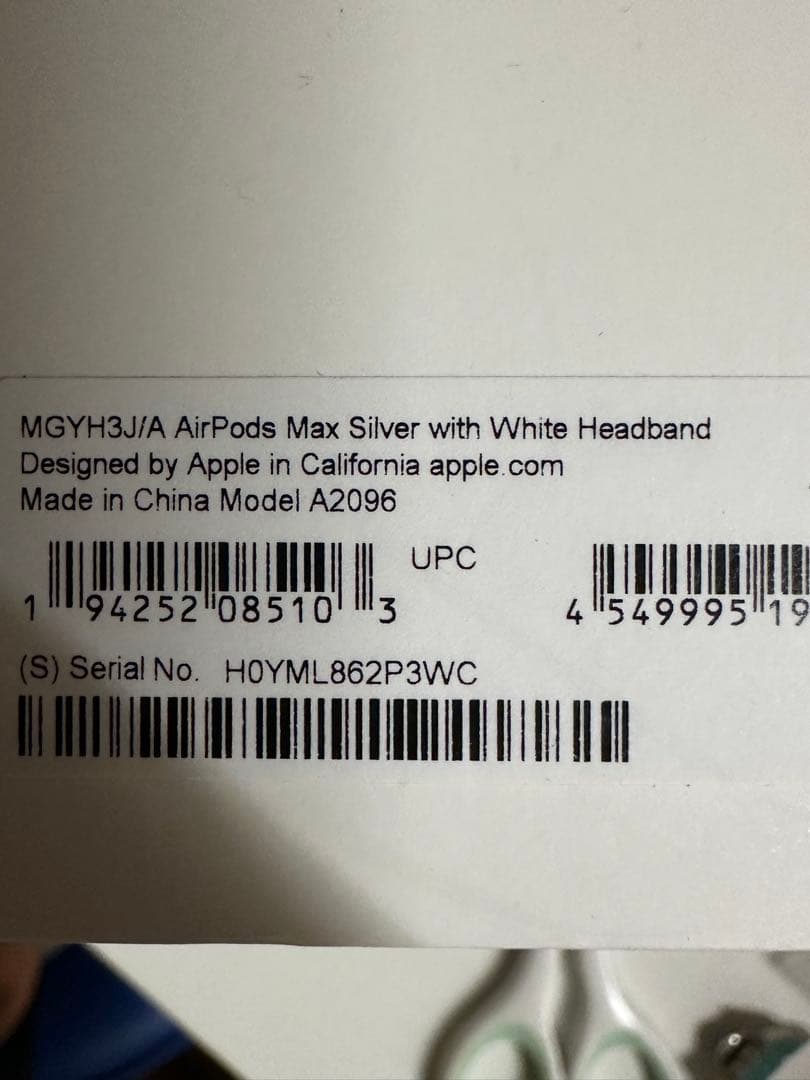 MGYH3J/A AirPods Max Silver with White Headband
Designed by Apple in California apple.com
Made in China Model A2096
UPC
1 94252 08510 3
4 549995 19
(S) Serial No. H0YML862P3WC